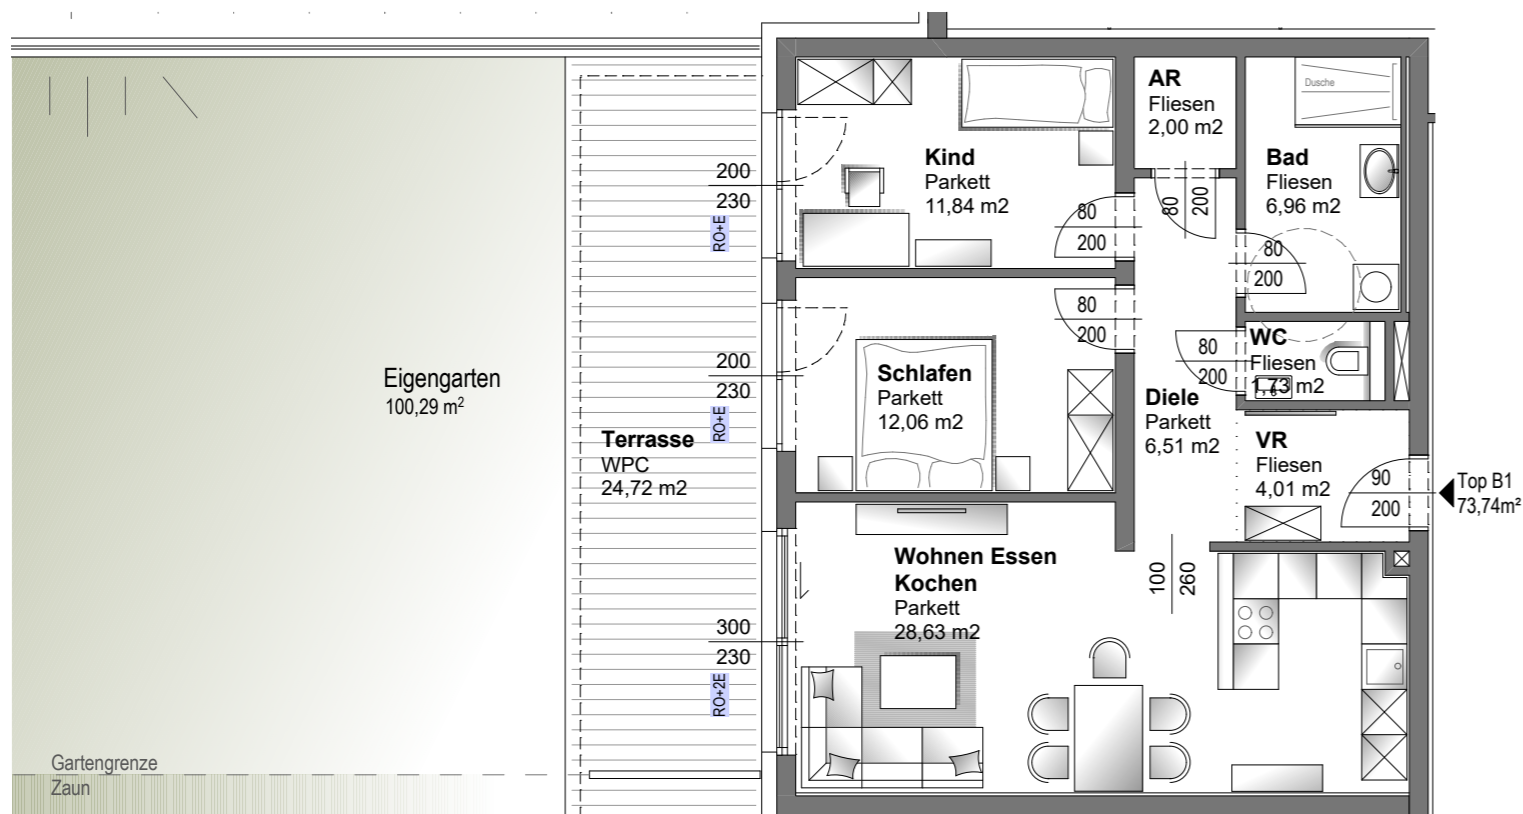 Dusche
AR
Fliesen
2,00 m2
Kind
Parkett
11,84 m2
Bad
Fliesen
6,96 m2
200
230
RO+E
80
200
80
200
80
200
80
200
200
230
RO+E
Schlafen
Parkett
12,06 m2
80
200
WC
Fliesen
1,73 m2
Diele
Parkett
6,51 m2
Eigengarten
100,29 m²
Terrasse
WPC
24,72 m2
VR
Fliesen
4,01 m2
90
200
Top B1
73,74m²
Wohnen Essen
Kochen
Parkett
28,63 m2
100
260
300
230
RO+2E
Gartengrenze
Zaun